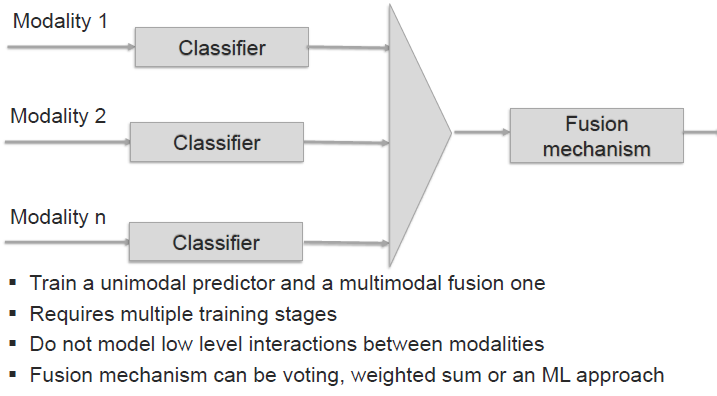 Modality 1
Classifier
Modality 2
Classifier
Fusion
mechanism
Modality n
Classifier
▪ Train a unimodal predictor and a multimodal fusion one
▪ Requires multiple training stages
▪ Do not model low level interactions between modalities
▪ Fusion mechanism can be voting, weighted sum or an ML approach